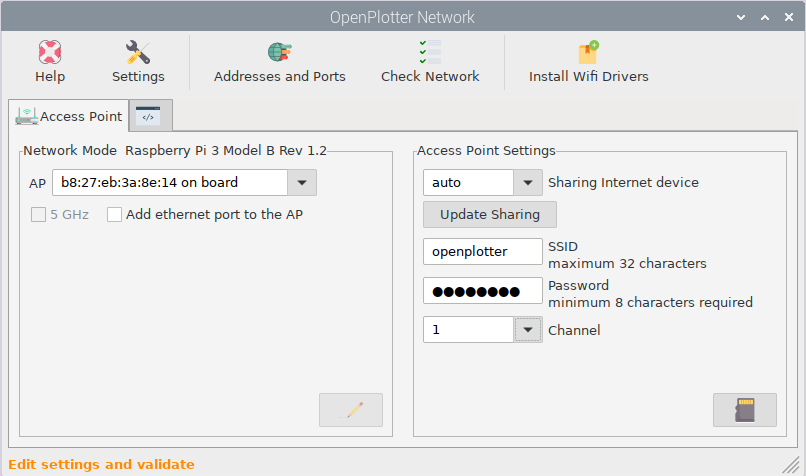 OpenPlotter Network
Help
Settings
Addresses and Ports
Check Network
Install Wifi Drivers
Access Point
</>
Network Mode Raspberry Pi 3 Model B Rev 1.2
AP
b8:27:eb:3a:8e:14 on board
5 GHz
Add ethernet port to the AP
Access Point Settings
auto
Sharing Internet device
Update Sharing
openplotter
SSID
maximum 32 characters
●●●●●●●●
Password
minimum 8 characters required
1
Channel
Edit settings and validate